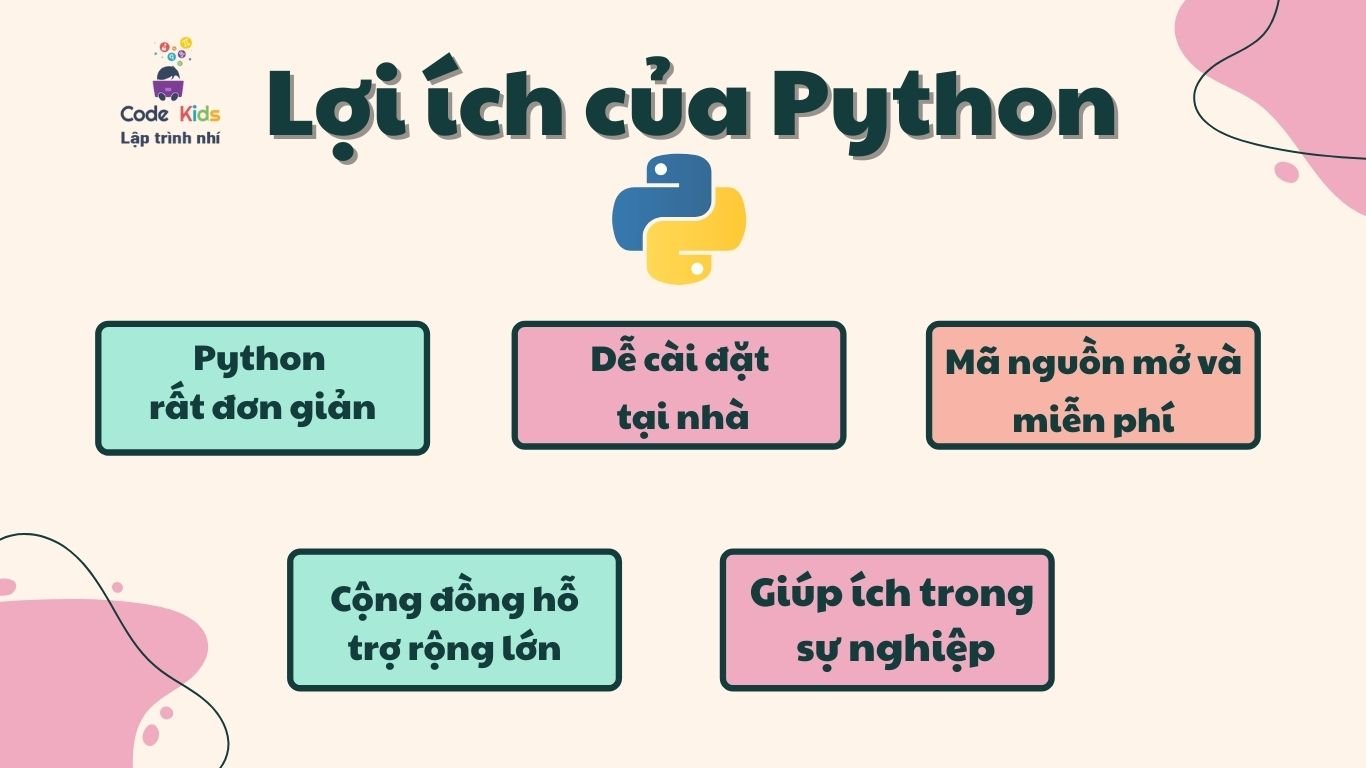 Code Kids
Lập trình nhí
Lợi ích của Python
Python
rất đơn giản
Dễ cài đặt
tại nhà
Mã nguồn mở và
miễn phí
Cộng đồng hỗ
trợ rộng lớn
Giúp ích trong
sự nghiệp